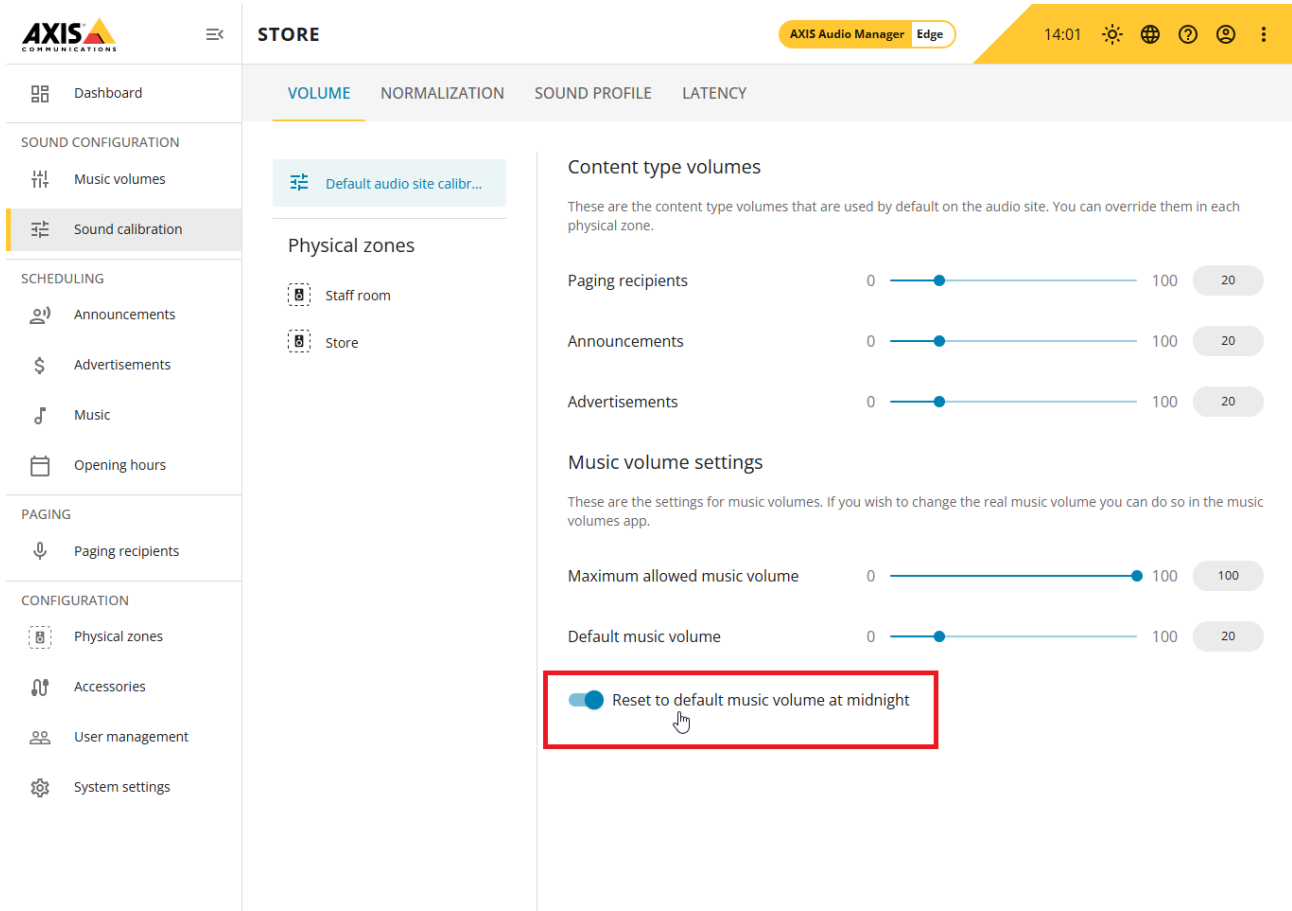 AXIS
COMMUNICATIONS
STORE
AXIS Audio Manager Edge
14:01
Dashboard
SOUND CONFIGURATION
Music volumes
Sound calibration
SCHEDULING
Announcements
Advertisements
Music
Opening hours
PAGING
Paging recipients
CONFIGURATION
Physical zones
Accessories
User management
System settings
VOLUME NORMALIZATION SOUND PROFILE LATENCY
Default audio site calibr...
Physical zones
Staff room
Store
Content type volumes
These are the content type volumes that are used by default on the audio site. You can override them in each
physical zone.
Paging recipients 0 100 20
Announcements 0 100 20
Advertisements 0 100 20
Music volume settings
These are the settings for music volumes. If you wish to change the real music volume you can do so in the music
volumes app.
Maximum allowed music volume 0 100 100
Default music volume 0 100 20
Reset to default music volume at midnight